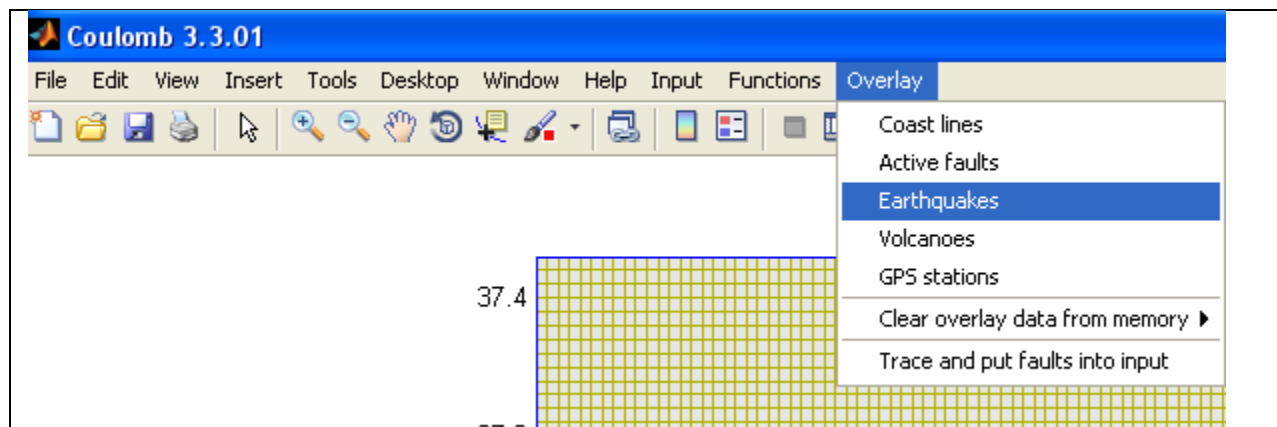 Coulomb 3.3.01
File Edit View Insert Tools Desktop Window Help Input Functions Overlay
Coast lines
Active faults
Earthquakes
Volcanoes
GPS stations
Clear overlay data from memory
Trace and put faults into input
37.4